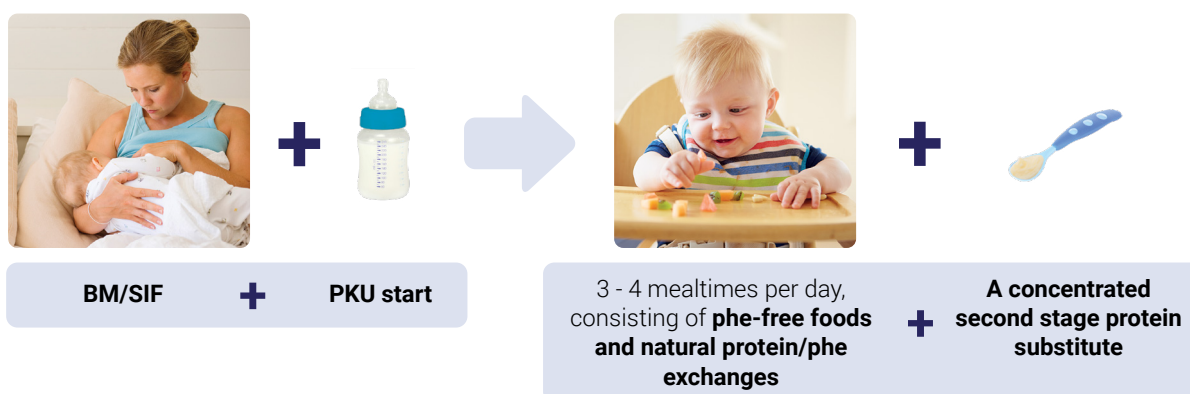 BM/SIF + PKU start
3 - 4 mealtimes per day,
consisting of phe-free foods
and natural protein/phe
exchanges
+
A concentrated
second stage protein
substitute